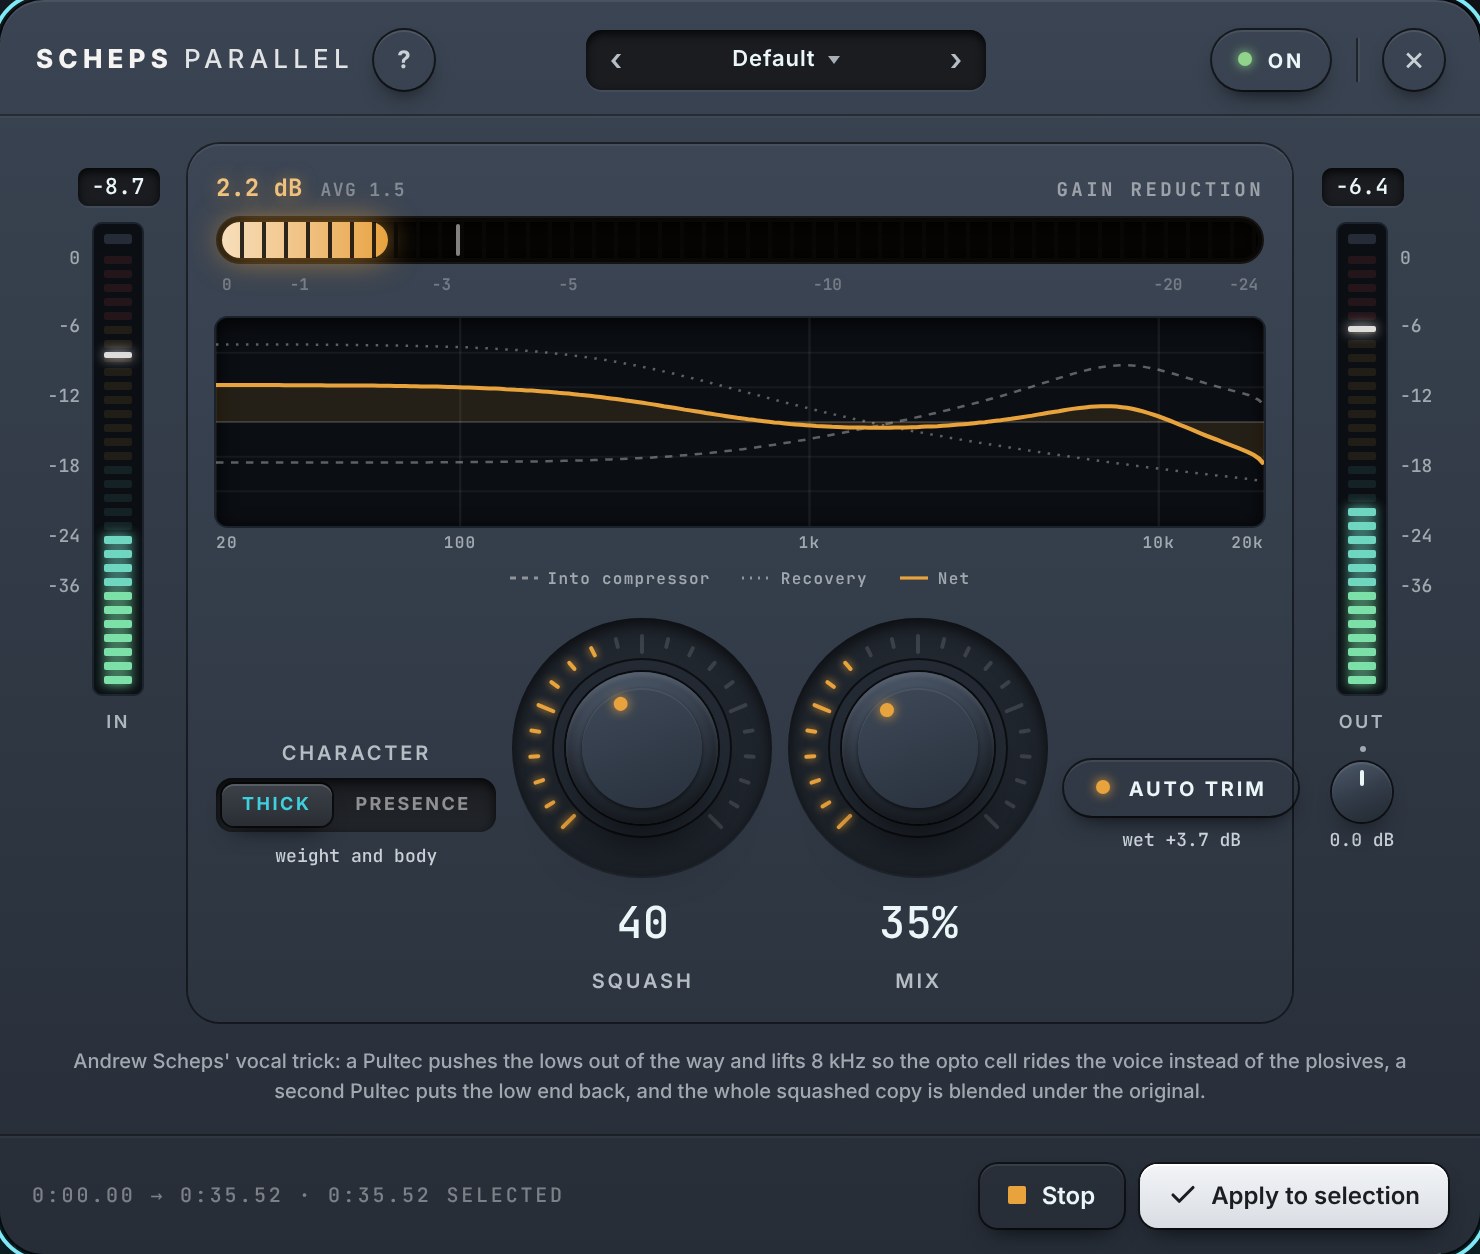 SCHEPS PARALLEL ?
‹ Default ›
ON ✕
-8.7
2.2 dB AVG 1.5
GAIN REDUCTION
-6.4
0 -1 -3 -5 -10 -20 -24
0
-6
-12
-18
-24
-36
IN
20 100 1k 10k 20k
Into compressor Recovery Net
0
-6
-12
-18
-24
-36
OUT
CHARACTER
THICK PRESENCE
weight and body
40
SQUASH
35%
MIX
AUTO TRIM
wet +3.7 dB
0.0 dB
Andrew Scheps' vocal trick: a Pultec pushes the lows out of the way and lifts 8 kHz so the opto cell rides the voice instead of the plosives, a
second Pultec puts the low end back, and the whole squashed copy is blended under the original.
0:00.00 → 0:35.52 · 0:35.52 SELECTED
Stop
Apply to selection